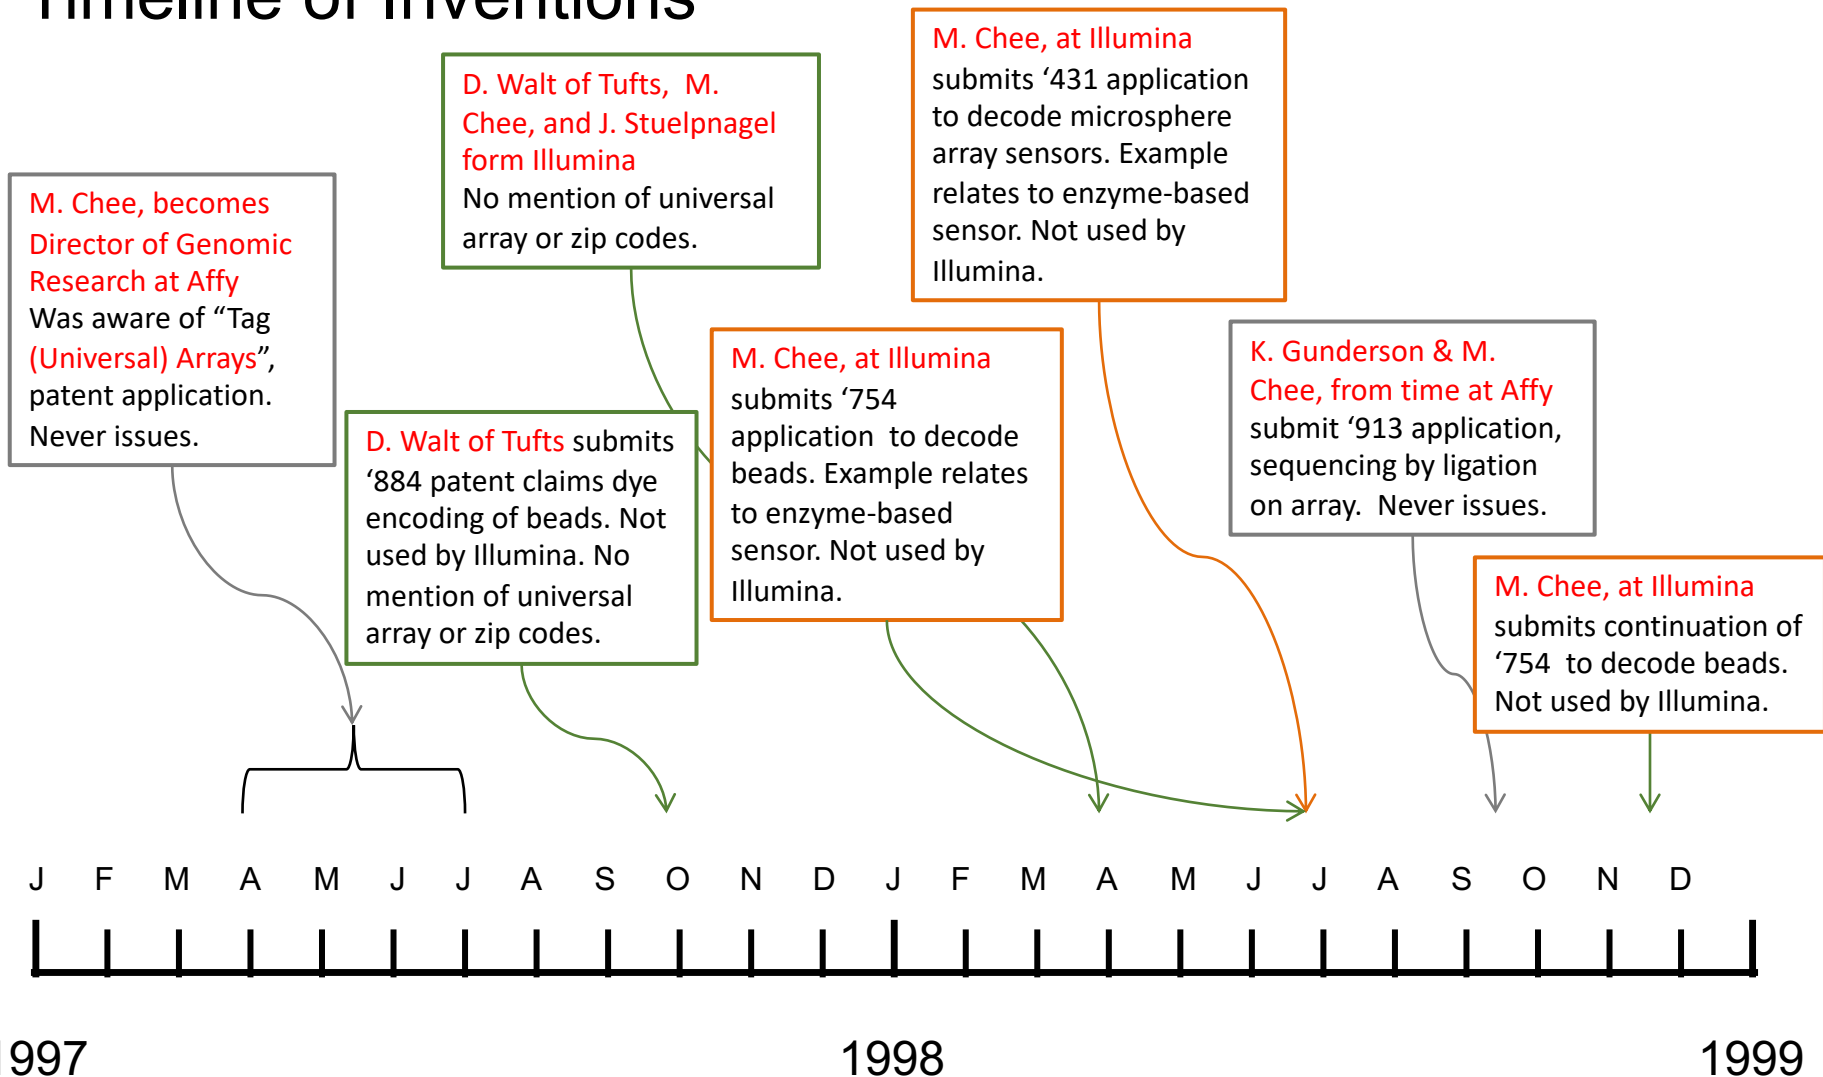 Timeline of Inventions
M. Chee, becomes
Director of Genomic
Research at Affy
Was aware of “Tag
(Universal) Arrays”,
patent application.
Never issues.
D. Walt of Tufts, M.
Chee, and J. Stuelpnagel
form Illumina
No mention of universal
array or zip codes.
D. Walt of Tufts submits
‘884 patent claims dye
encoding of beads. Not
used by Illumina. No
mention of universal
array or zip codes.
M. Chee, at Illumina
submits ‘754
application to decode
beads. Example relates
to enzyme-based
sensor. Not used by
Illumina.
M. Chee, at Illumina
submits ‘431 application
to decode microsphere
array sensors. Example
relates to enzyme-based
sensor. Not used by
Illumina.
K. Gunderson & M.
Chee, from time at Affy
submit ‘913 application,
sequencing by ligation
on array. Never issues.
M. Chee, at Illumina
submits continuation of
‘754 to decode beads.
Not used by Illumina.
J F M A M J J A S O N D J F M A M J J A S O N D
1997 1998 1999